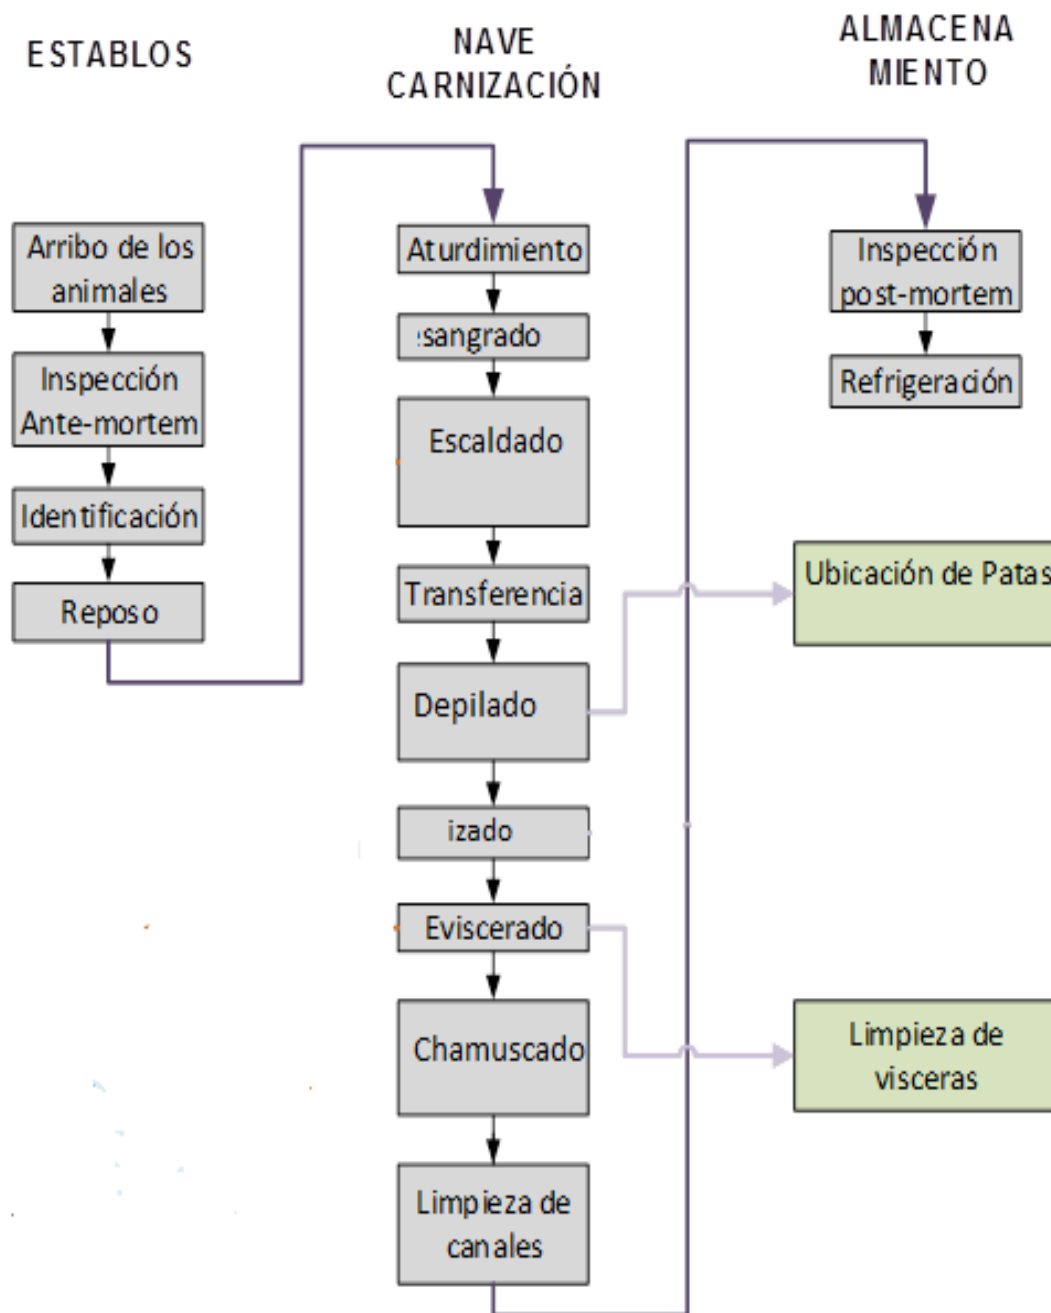 ESTABLOS
NAVE
CARNIZACIÓN
ALMACENA
MIENTO
Arribo de los
animales
Inspección
Ante-mortem
Identificación
Reposo
Aturdimiento
sangrado
Escaldado
Transferencia
Depilado
izado
Eviscerado
Chamuscado
Limpieza de
canales
Inspección
post-mortem
Refrigeración
Ubicación de Patas
Limpieza de
visceras